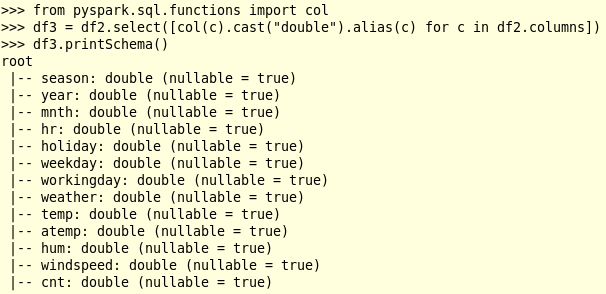 >>> from pyspark.sql.functions import col
>>> df3 = df2.select([col(c).cast("double").alias(c) for c in df2.columns])
>>> df3.printSchema()
root
 |-- season: double (nullable = true)
 |-- year: double (nullable = true)
 |-- mnth: double (nullable = true)
 |-- hr: double (nullable = true)
 |-- holiday: double (nullable = true)
 |-- weekday: double (nullable = true)
 |-- workingday: double (nullable = true)
 |-- weather: double (nullable = true)
 |-- temp: double (nullable = true)
 |-- atemp: double (nullable = true)
 |-- hum: double (nullable = true)
 |-- windspeed: double (nullable = true)
 |-- cnt: double (nullable = true)